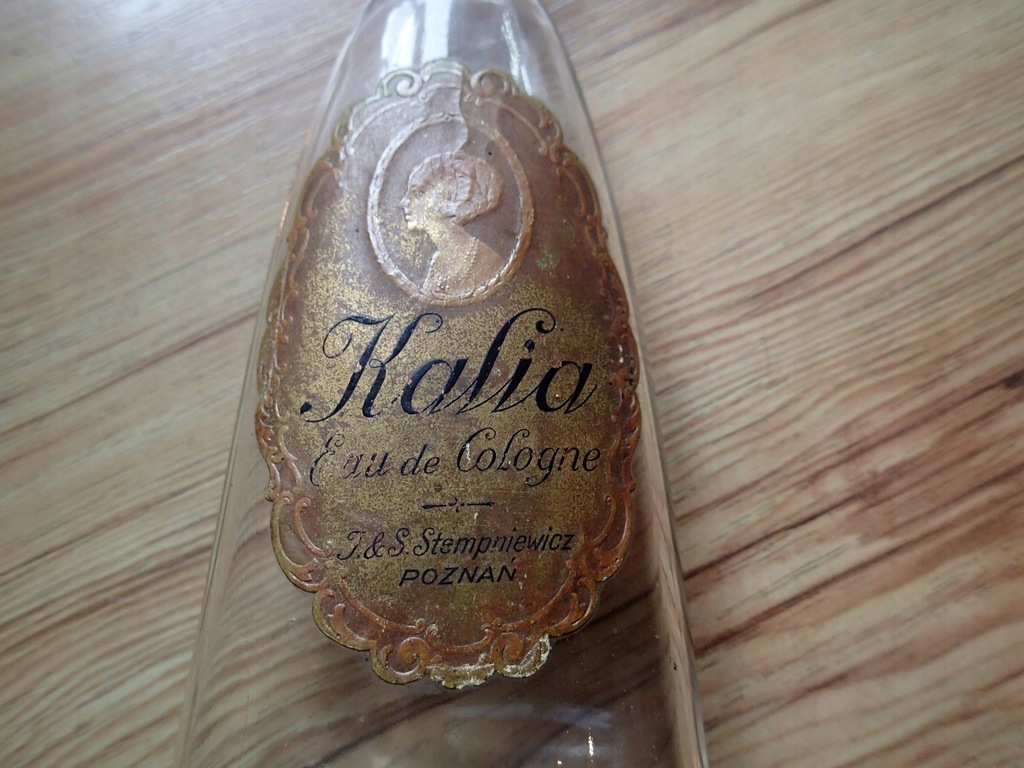 Kalia
Eau de Cologne
J. & S. Stempniewicz
POZNAŃ